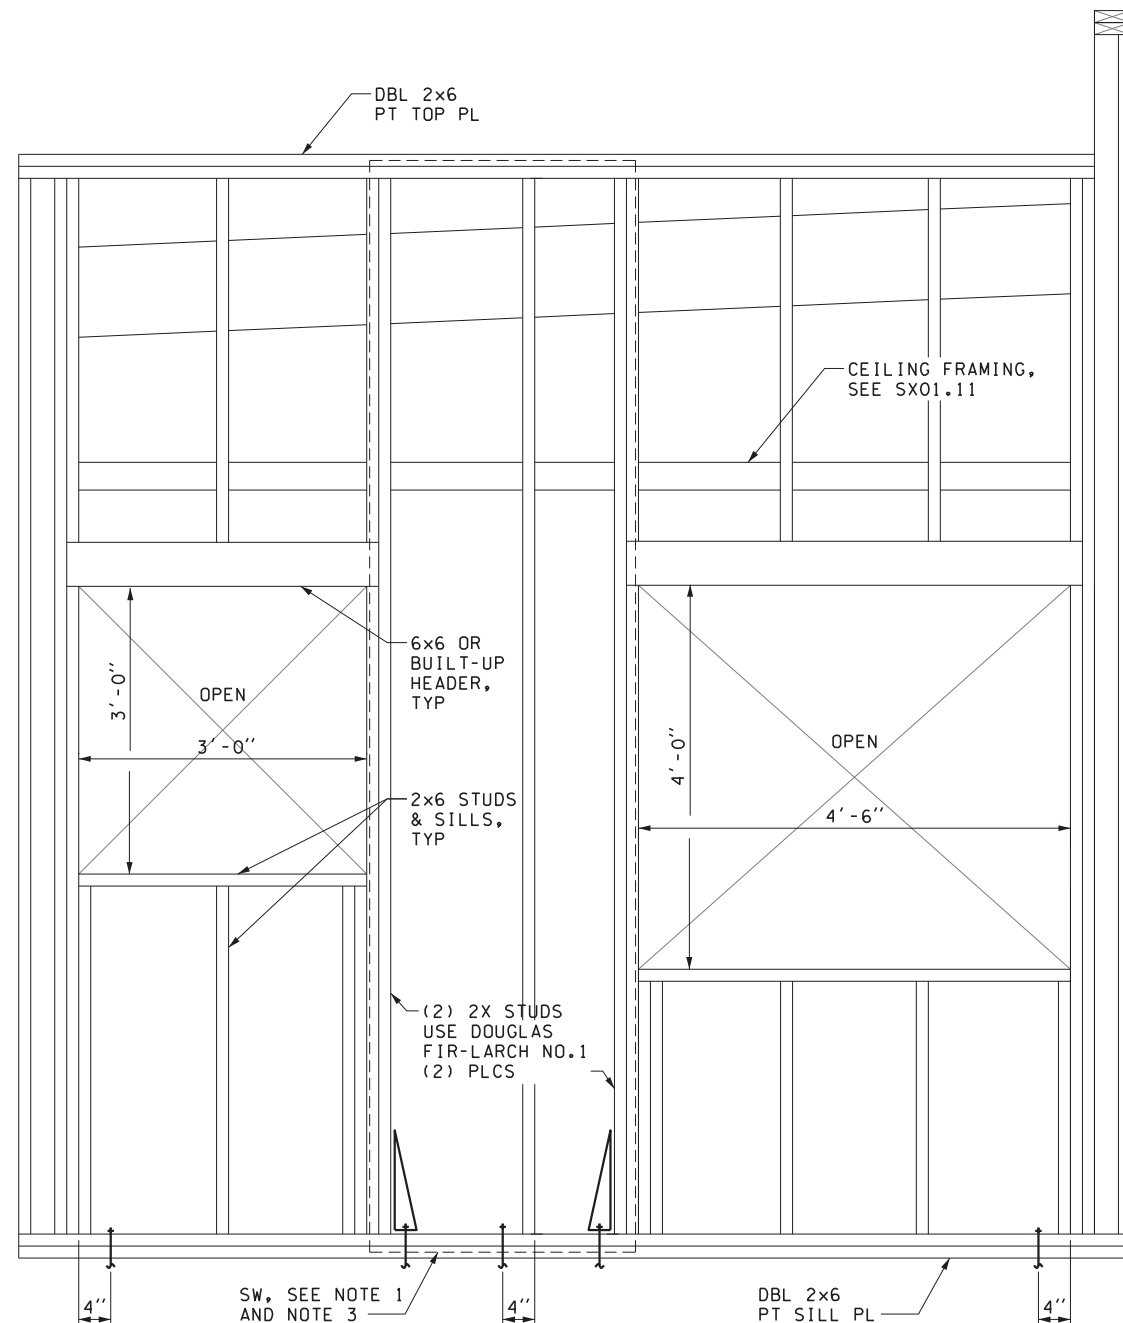 DBL 2x6
PT TOP PL
CEILING FRAMING,
SEE SX01.11
6x6 OR
BUILT-UP
HEADER,
TYP
3'-0"
OPEN
3'-0"
OPEN
4'-0"
4'-6"
2x6 STUDS
& SILLS,
TYP
(2) 2X STUDS
USE DOUGLAS
FIR-LARCH NO.1
(2) PLCS
SW, SEE NOTE 1
AND NOTE 3
DBL 2x6
PT SILL PL
4"
4"
4"